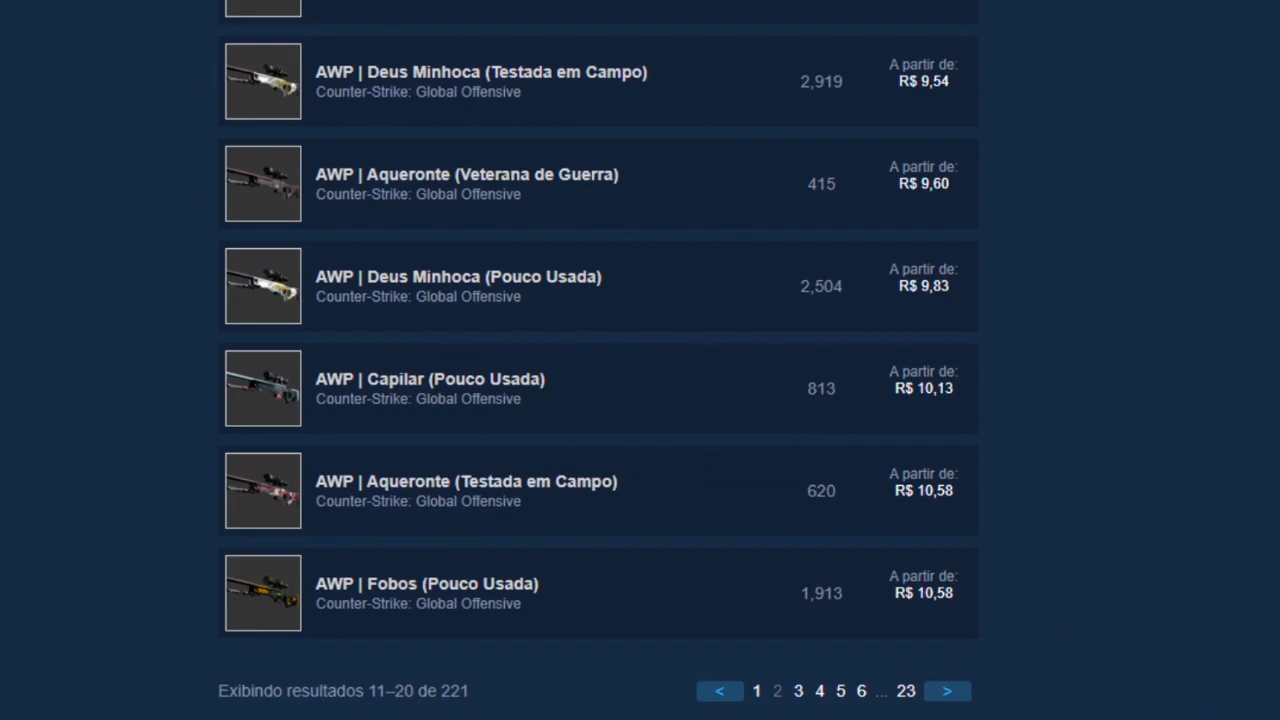 AWP | Deus Minhoca (Testada em Campo)
Counter-Strike: Global Offensive
2,919
A partir de:
R$ 9,54
AWP | Aqueronte (Veterana de Guerra)
Counter-Strike: Global Offensive
415
A partir de:
R$ 9,60
AWP | Deus Minhoca (Pouco Usada)
Counter-Strike: Global Offensive
2,504
A partir de:
R$ 9,83
AWP | Capilar (Pouco Usada)
Counter-Strike: Global Offensive
813
A partir de:
R$ 10,13
AWP | Aqueronte (Testada em Campo)
Counter-Strike: Global Offensive
620
A partir de:
R$ 10,58
AWP | Fobos (Pouco Usada)
Counter-Strike: Global Offensive
1,913
A partir de:
R$ 10,58
Exibindo resultados 11–20 de 221
< 1 2 3 4 5 6 ... 23 >